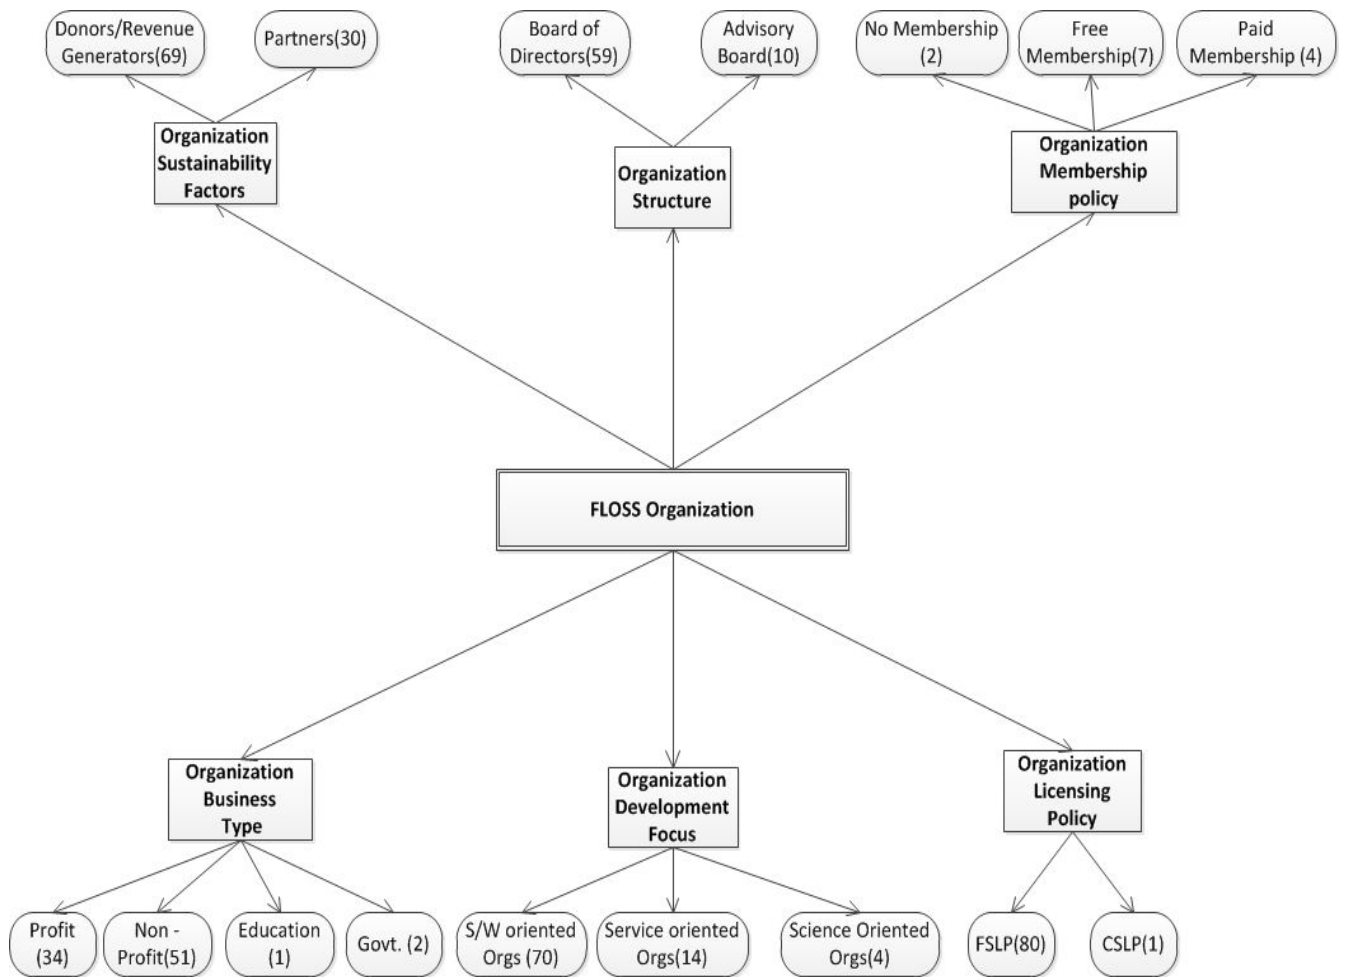 Donors/Revenue
Generators(69)
Partners(30)
Board of
Directors(59)
Advisory
Board(10)
No Membership
(2)
Free
Membership(7)
Paid
Membership (4)
Organization
Sustainability
Factors
Organization
Structure
Organization
Membership
policy
FLOSS Organization
Organization
Business
Type
Organization
Development
Focus
Organization
Licensing
Policy
Profit
(34)
Non -
Profit(51)
Education
(1)
Govt. (2)
S/W oriented
Orgs (70)
Service oriented
Orgs(14)
Science Oriented
Orgs(4)
FSLP(80)
CSLP(1)